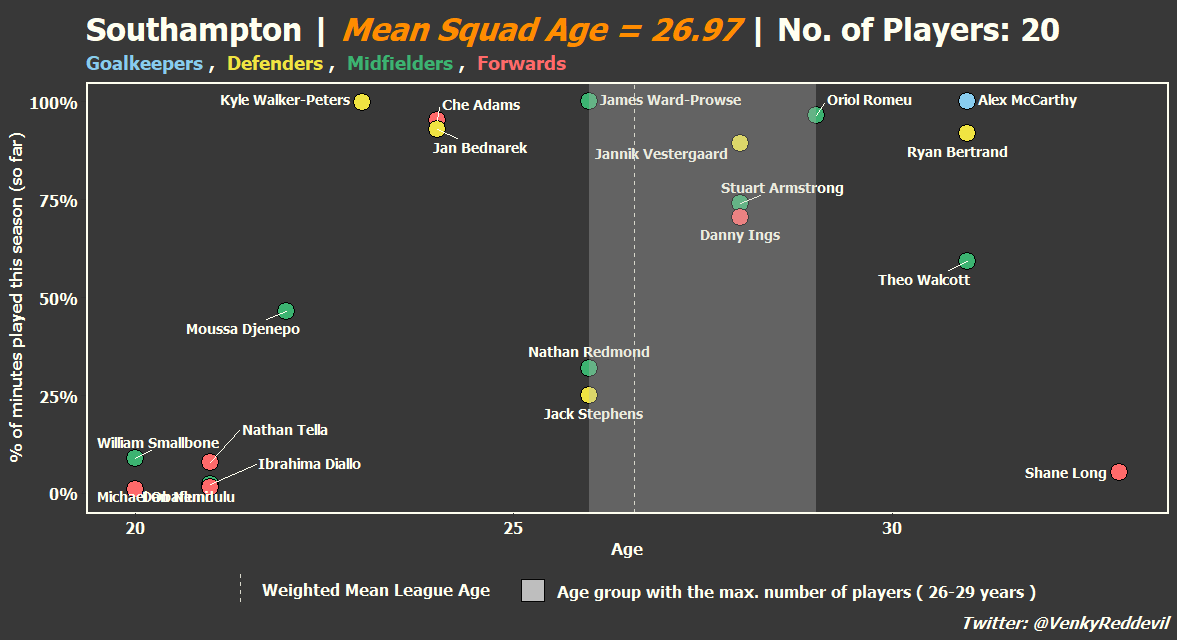 Southampton | Mean Squad Age = 26.97 | No. of Players: 20
Goalkeepers , Defenders , Midfielders , Forwards
% of minutes played this season (so far)
100%
75%
50%
25%
0%
Kyle Walker-Peters
Che Adams
Jan Bednarek
James Ward-Prowse
Oriol Romeu
Alex McCarthy
Jannik Vestergaard
Ryan Bertrand
Stuart Armstrong
Danny Ings
Theo Walcott
Moussa Djenepo
Nathan Redmond
Jack Stephens
William Smallbone
Nathan Tella
Ibrahima Diallo
Michael
Shane Long
20
25
30
Age
Weighted Mean League Age
Age group with the max. number of players ( 26-29 years )
Twitter: @VenkyReddevil